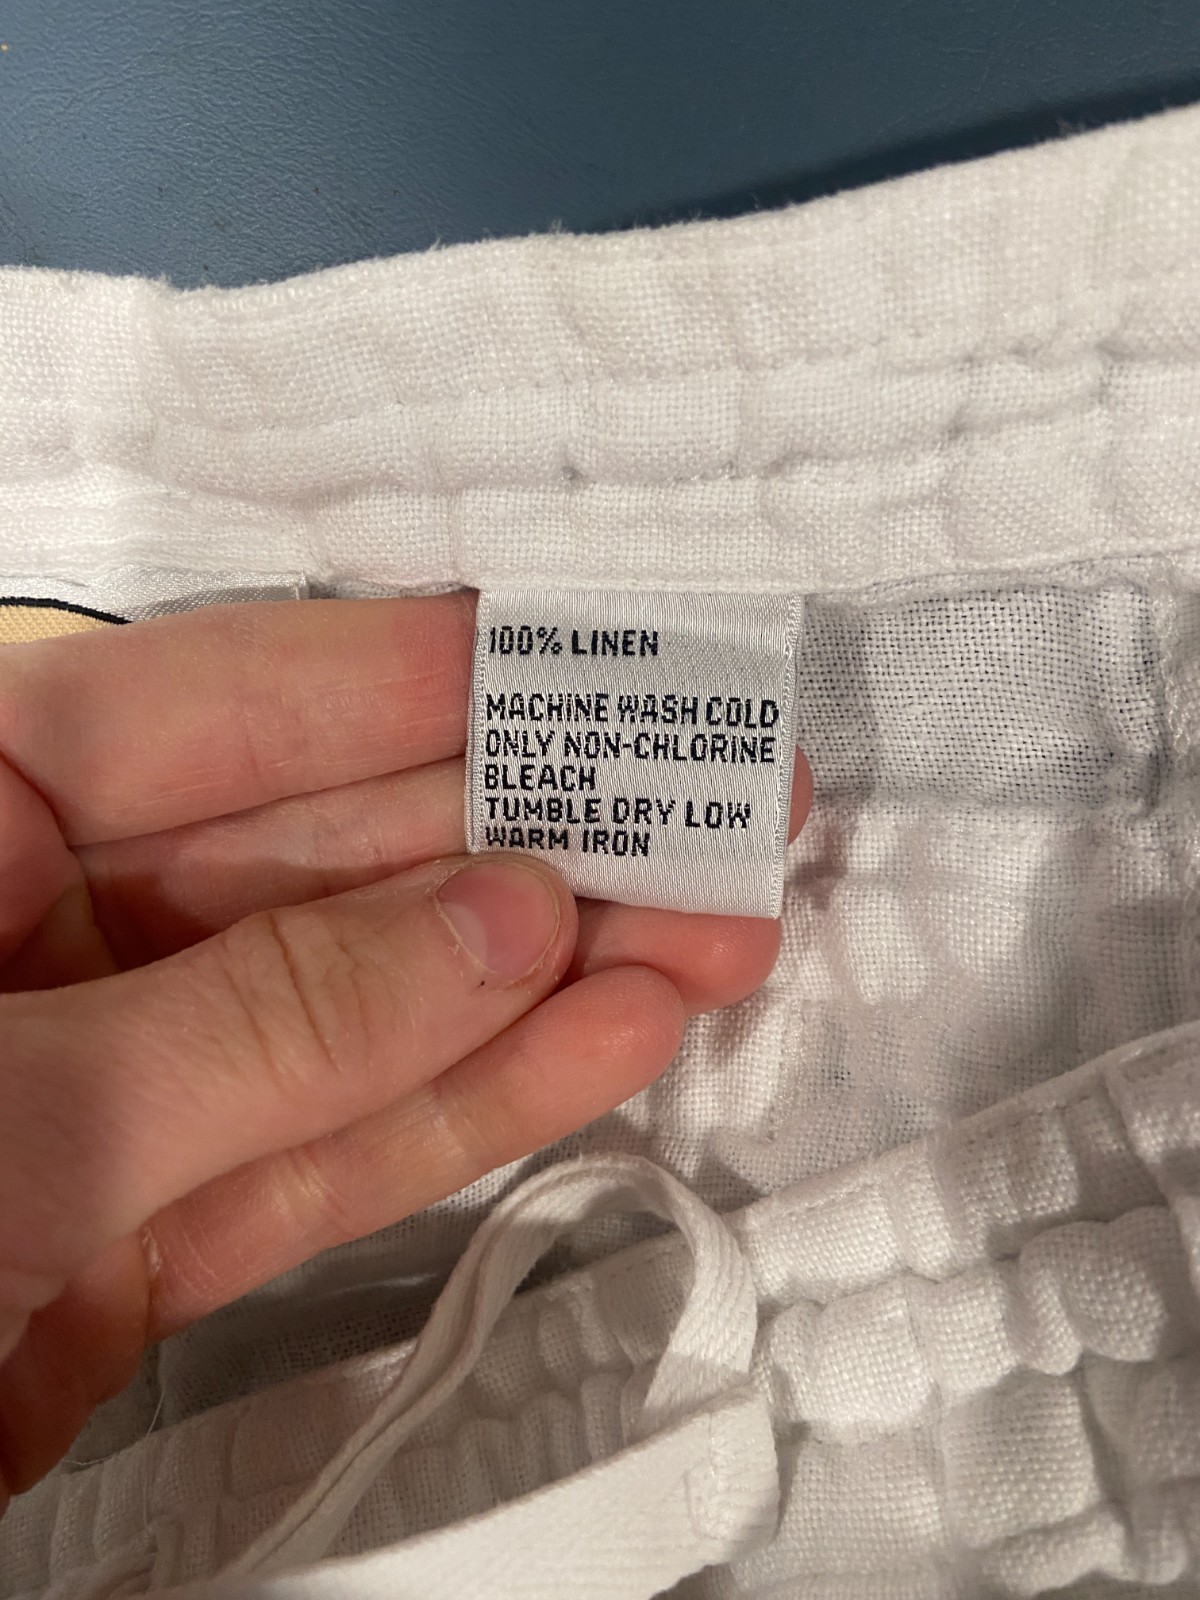 100% LINEN
MACHINE WASH COLD
ONLY NON-CHLORINE
BLEACH
TUMBLE DRY LOW
WARM IRON